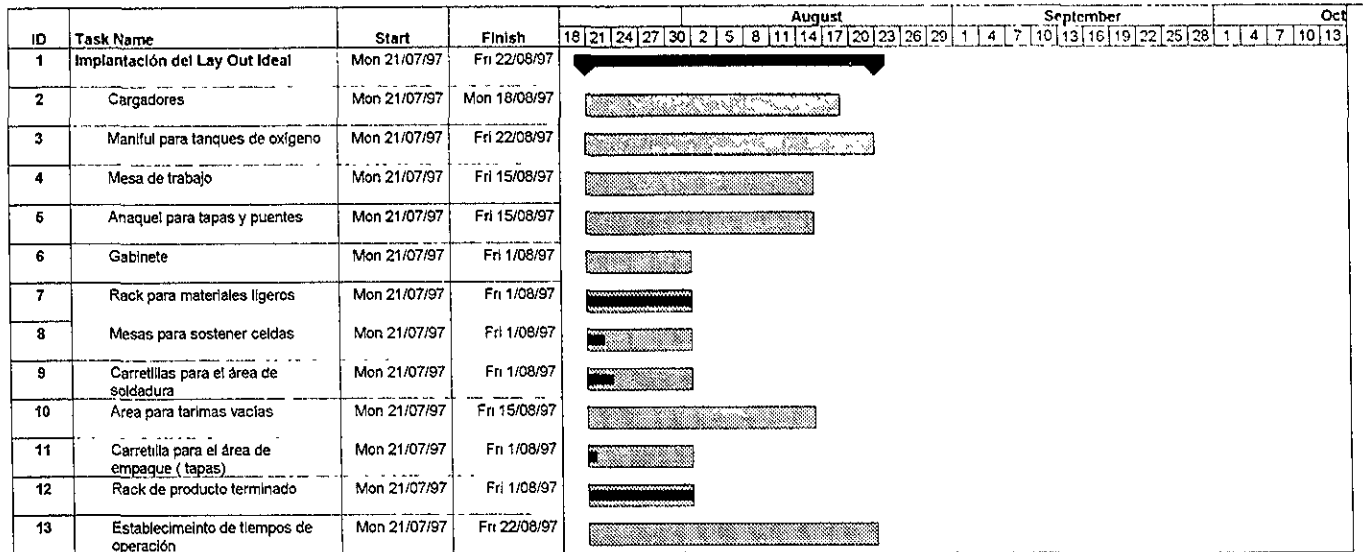 August September Oct
ID Task Name Start Finish 18 21 24 27 30 2 5 8 11 14 17 20 23 26 29 1 4 7 10 13 16 19 22 25 28 1 4 7 10 13
1 Implantación del Lay Out Ideal Mon 21/07/97 Fri 22/08/97
2 Cargadores Mon 21/07/97 Mon 18/08/97
3 Maniful para tanques de oxígeno Mon 21/07/97 Fri 22/08/97
4 Mesa de trabajo Mon 21/07/97 Fri 15/08/97
5 Anaquel para tapas y puentes Mon 21/07/97 Fri 15/08/97
6 Gabinete Mon 21/07/97 Fri 1/08/97
7 Rack para materiales ligeros Mon 21/07/97 Fri 1/08/97
8 Mesas para sostener celdas Mon 21/07/97 Fri 1/08/97
9 Carretillas para el área de Mon 21/07/97 Fri 1/08/97
soldadura
10 Area para tarimas vacías Mon 21/07/97 Fri 15/08/97
11 Carretilla para el área de Mon 21/07/97 Fri 1/08/97
empaque ( tapas)
12 Rack de producto terminado Mon 21/07/97 Fri 1/08/97
13 Establecimeinto de tiempos de Mon 21/07/97 Fri 22/08/97
operación